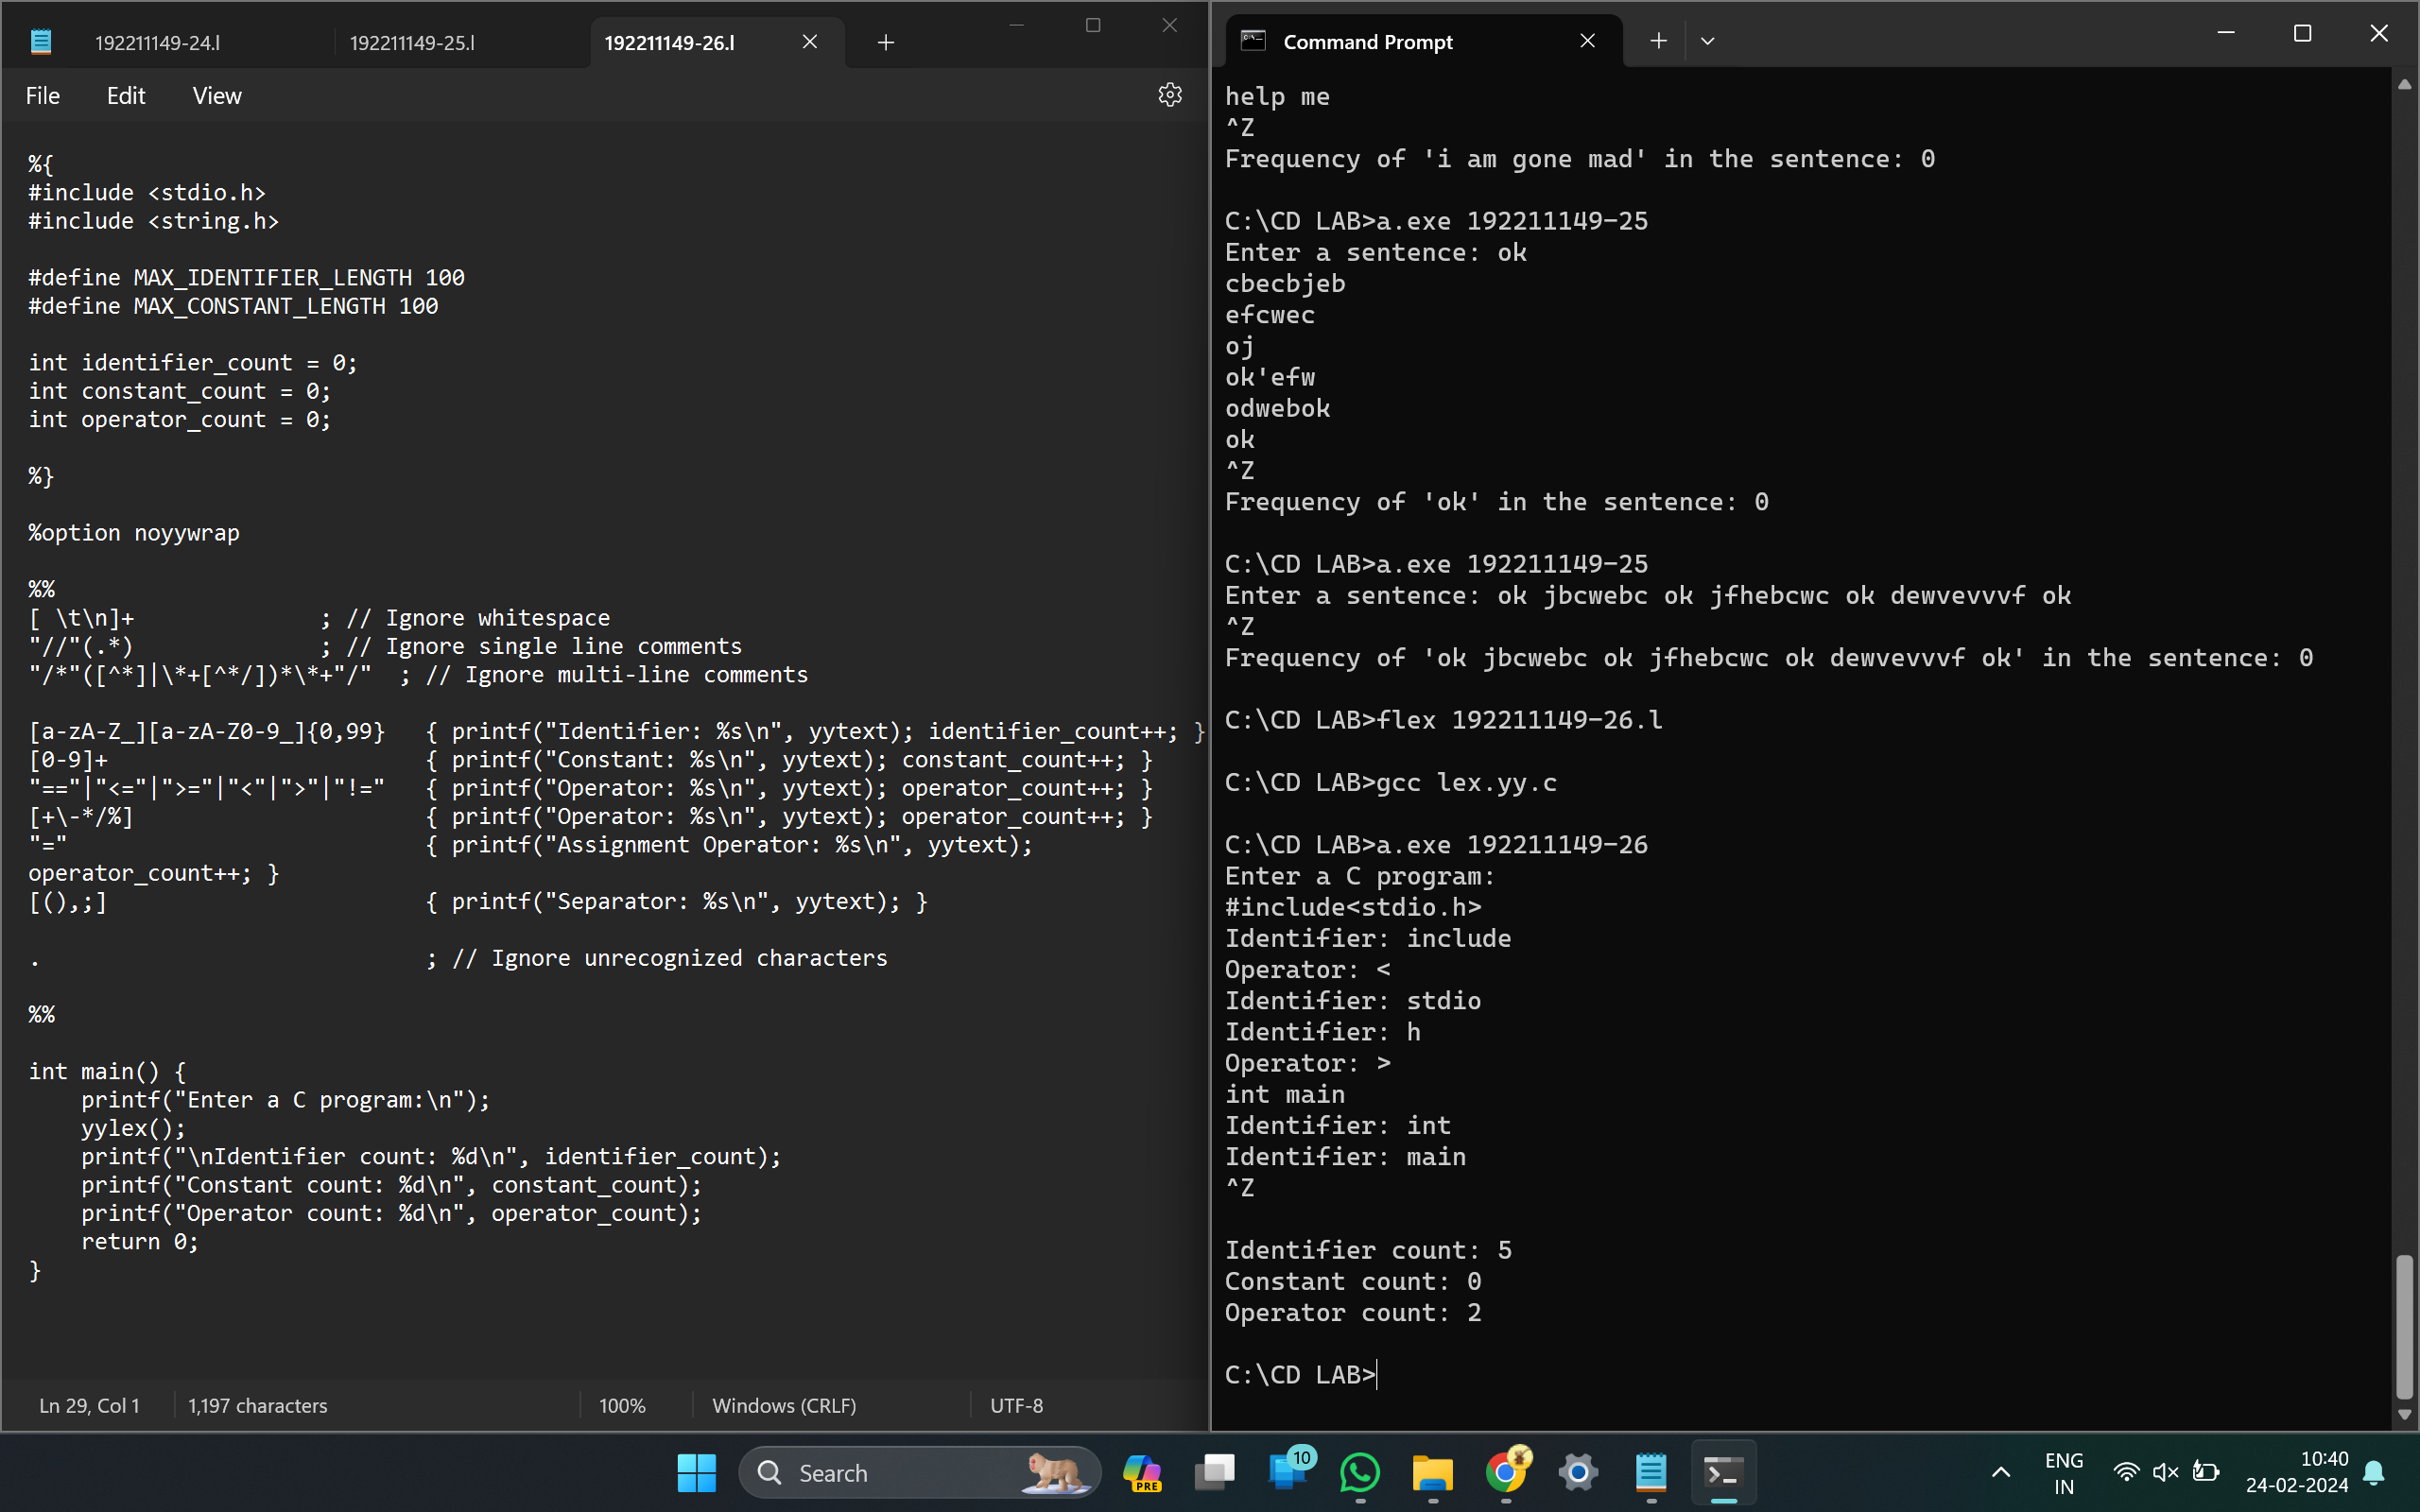 192211149-24.l
192211149-25.l
192211149-26.l
File
Edit
View
%{
#include <stdio.h>
#include <string.h>
#define MAX_IDENTIFIER_LENGTH 100
#define MAX_CONSTANT_LENGTH 100
int identifier_count = 0;
int constant_count = 0;
int operator_count = 0;
%}
%option noyywrap
%%
[ \t\n]+ ; // Ignore whitespace
"//"(.*) ; // Ignore single line comments
"/*"([^*]|\*+[^*/])*\*+"/" ; // Ignore multi-line comments
[a-zA-Z_][a-zA-Z0-9_]{0,99} { printf("Identifier: %s\n", yytext); identifier_count++; }
[0-9]+ { printf("Constant: %s\n", yytext); constant_count++; }
"=="|"<="|">="|"<"|">"|"!=" { printf("Operator: %s\n", yytext); operator_count++; }
[+\-*/%] { printf("Operator: %s\n", yytext); operator_count++; }
"=" { printf("Assignment Operator: %s\n", yytext);
operator_count++; }
[(),;] { printf("Separator: %s\n", yytext); }
. ; // Ignore unrecognized characters
%%
int main() {
printf("Enter a C program:\n");
yylex();
printf("\nIdentifier count: %d\n", identifier_count);
printf("Constant count: %d\n", constant_count);
printf("Operator count: %d\n", operator_count);
return 0;
}
Ln 29, Col 1
1,197 characters
100%
Windows (CRLF)
UTF-8
Command Prompt
help me
^Z
Frequency of 'i am gone mad' in the sentence: 0
C:\CD LAB>a.exe 192211149-25
Enter a sentence: ok
cbecbjeb
efcwec
oj
ok'efw
odwebok
ok
^Z
Frequency of 'ok' in the sentence: 0
C:\CD LAB>a.exe 192211149-25
Enter a sentence: ok jbcwebc ok jfhebcwc ok dewvevvvf ok
^Z
Frequency of 'ok jbcwebc ok jfhebcwc ok dewvevvvf ok' in the sentence: 0
C:\CD LAB>flex 192211149-26.l
C:\CD LAB>gcc lex.yy.c
C:\CD LAB>a.exe 192211149-26
Enter a C program:
#include<stdio.h>
Identifier: include
Operator: <
Identifier: stdio
Identifier: h
Operator: >
int main
Identifier: int
Identifier: main
^Z
Identifier count: 5
Constant count: 0
Operator count: 2
C:\CD LAB>
Search
PRE
10
ENG
IN
10:40
24-02-2024